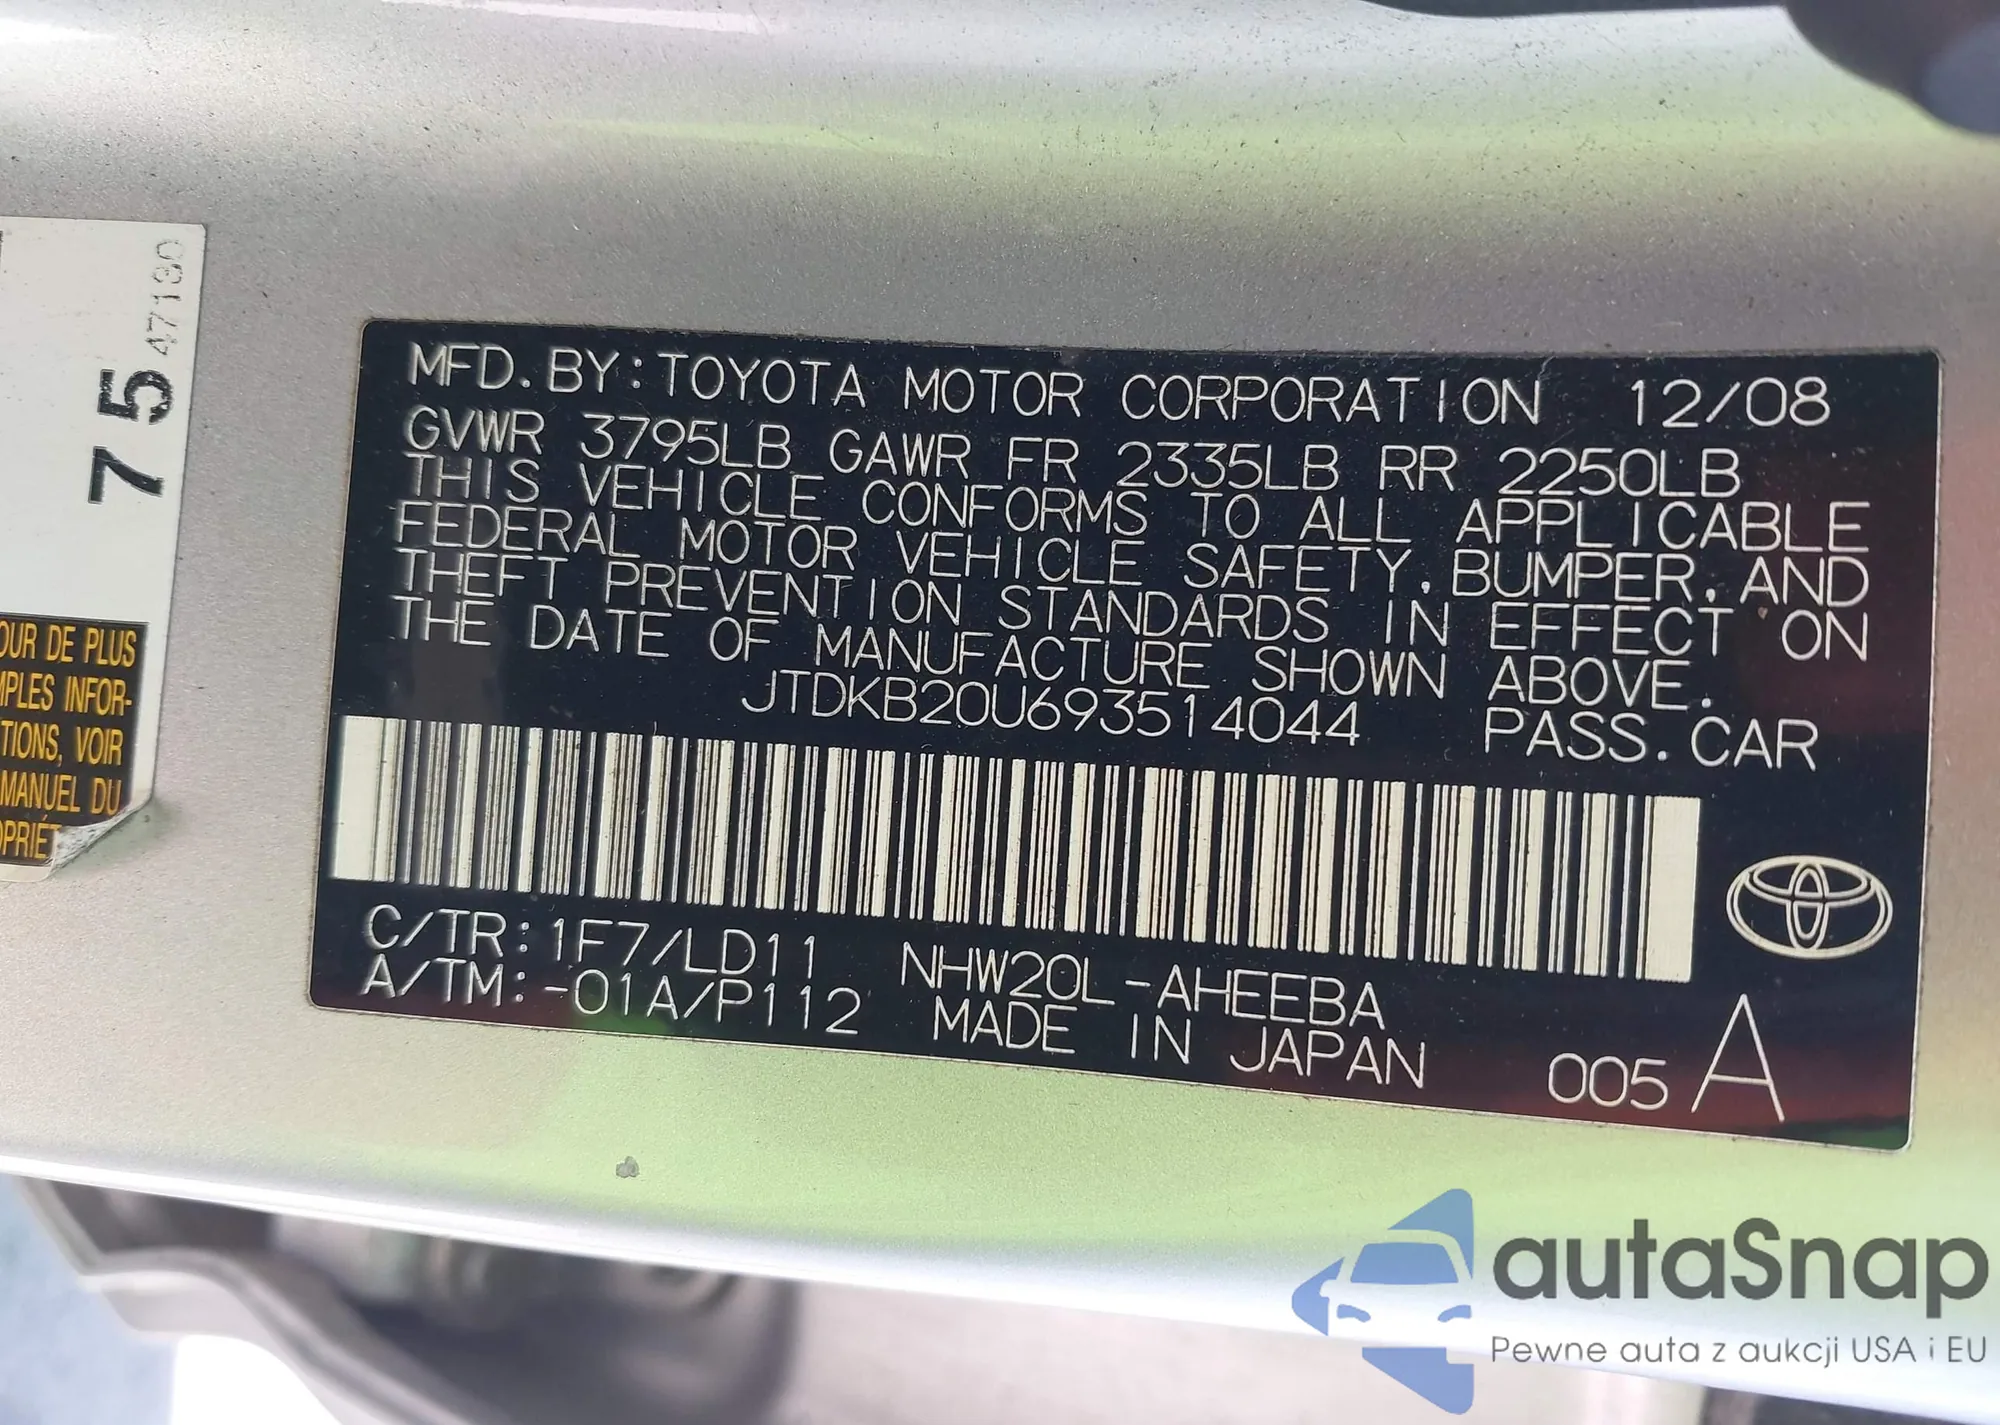 47130
75
OUR DE PLUS
MPLES INFOR-
TIONS, VOIR
MANUEL DU
OPRIÉT
MFD. BY: TOYOTA MOTOR CORPORATION 12/08
GVWR 3795LB GAWR FR 2335LB RR 2250LB
THIS VEHICLE CONFORMS TO ALL APPLICABLE
FEDERAL MOTOR VEHICLE SAFETY, BUMPER, AND
THEFT PREVENTION STANDARDS IN EFFECT ON
THE DATE OF MANUFACTURE SHOWN ABOVE.
JTDKB20U693514044 PASS. CAR
C/TR: 1F7/LD11 NHW20L-AHEEBA
A/TM: -01A/P112 MADE IN JAPAN 005 A
autaSnap
Pewne auta z aukcji USA i EU